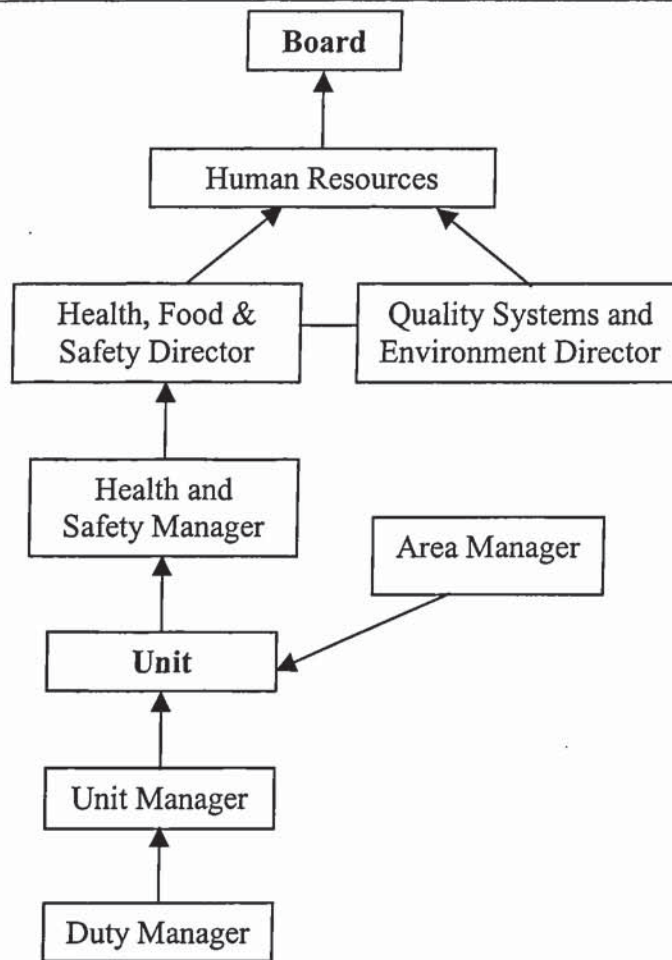 Board
Human Resources
Health, Food &
Safety Director
Quality Systems and
Environment Director
Health and
Safety Manager
Area Manager
Unit
Unit Manager
Duty Manager